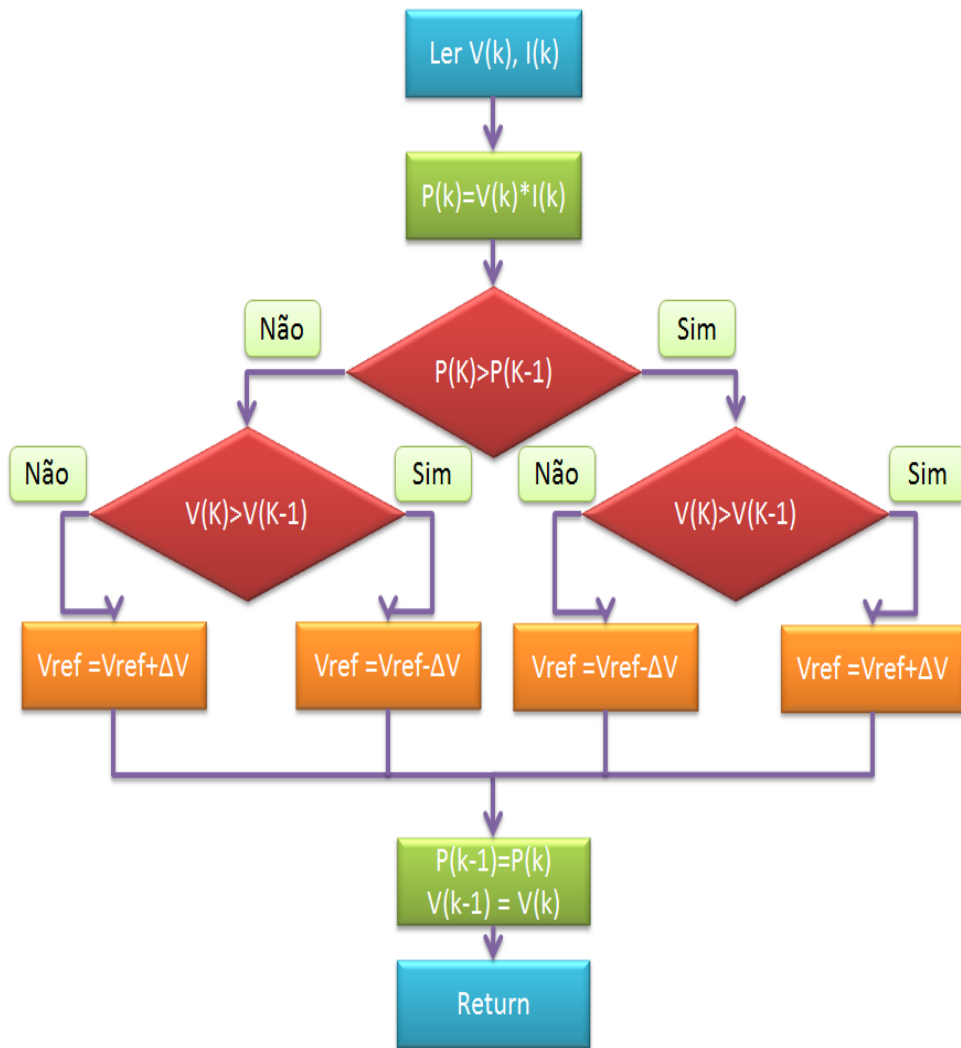 Ler V(k), I(k)
P(k)=V(k)*I(k)
Não
Sim
P(K)>P(K-1)
Não
Sim
Não
Sim
V(K)>V(K-1)
V(K)>V(K-1)
Vref =Vref+ΔV
Vref =Vref-ΔV
Vref =Vref-ΔV
Vref =Vref+ΔV
P(k-1)=P(k)
V(k-1) = V(k)
Return